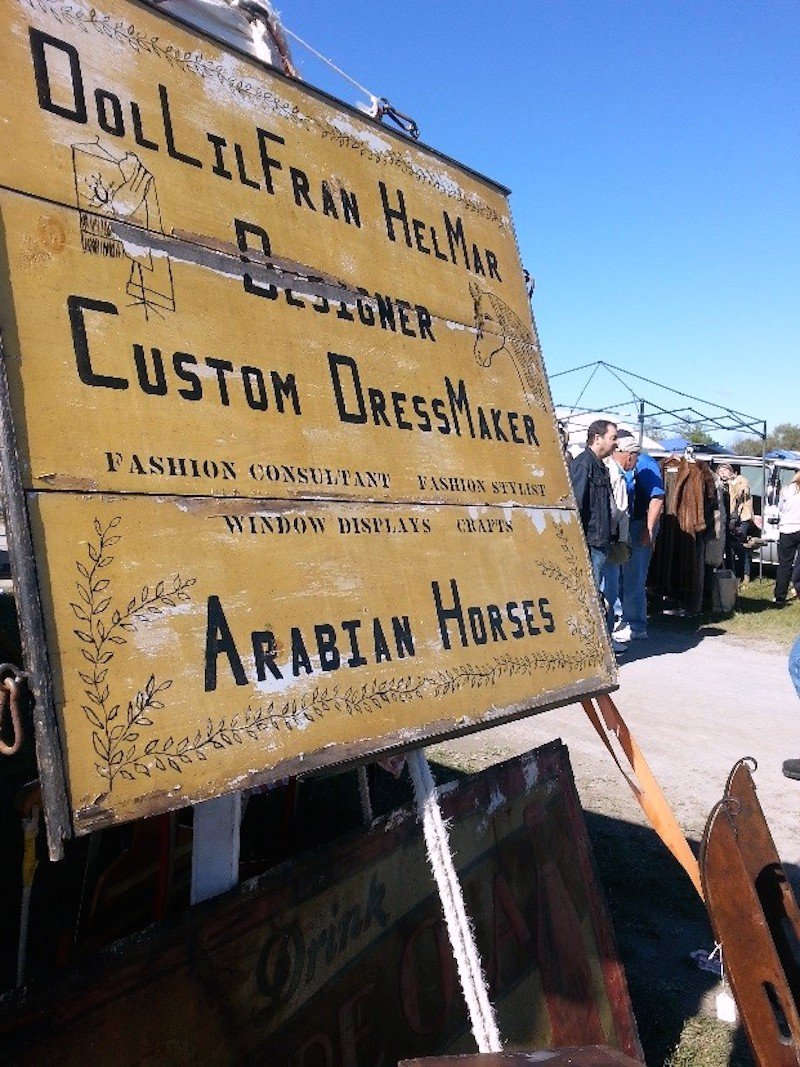 DolLilFran HelMar
Designer
Custom DressMaker
FASHION CONSULTANT FASHION STYLIST
WINDOW DISPLAYS CRAFTS
Arabian Horses
Drink